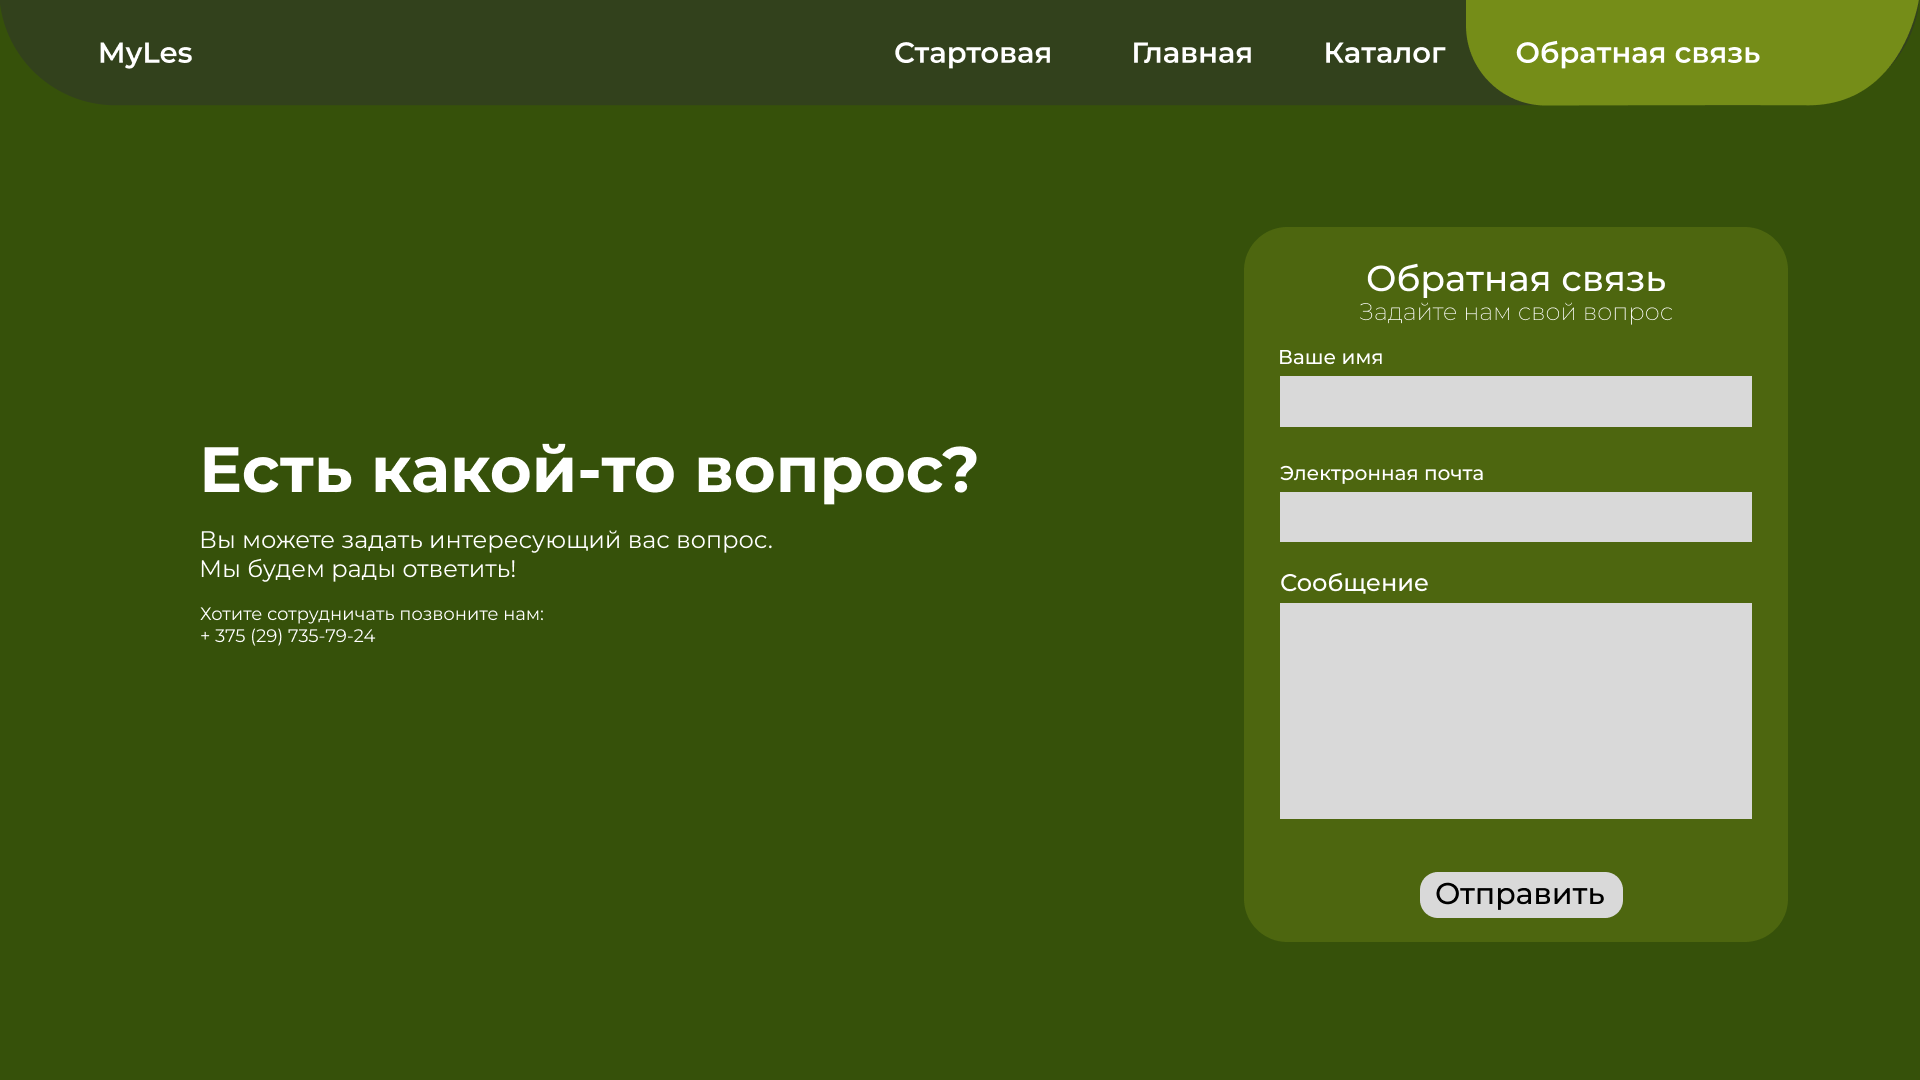 MyLes
Стартовая
Главная
Каталог
Обратная связь
Есть какой-то вопрос?
Вы можете задать интересующий вас вопрос.
Мы будем рады ответить!
Хотите сотрудничать позвоните нам:
+ 375 (29) 735-79-24
Обратная связь
Задайте нам свой вопрос
Ваше имя
Электронная почта
Сообщение
Отправить